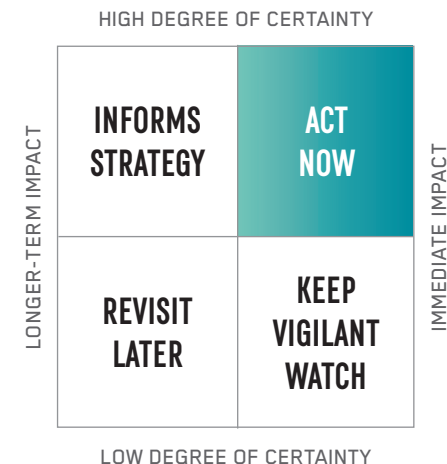 HIGH DEGREE OF CERTAINTY
LONGER-TERM IMPACT
INFORMS
STRATEGY
ACT
NOW
IMMEDIATE IMPACT
REVISIT
LATER
KEEP
VIGILANT
WATCH
LOW DEGREE OF CERTAINTY